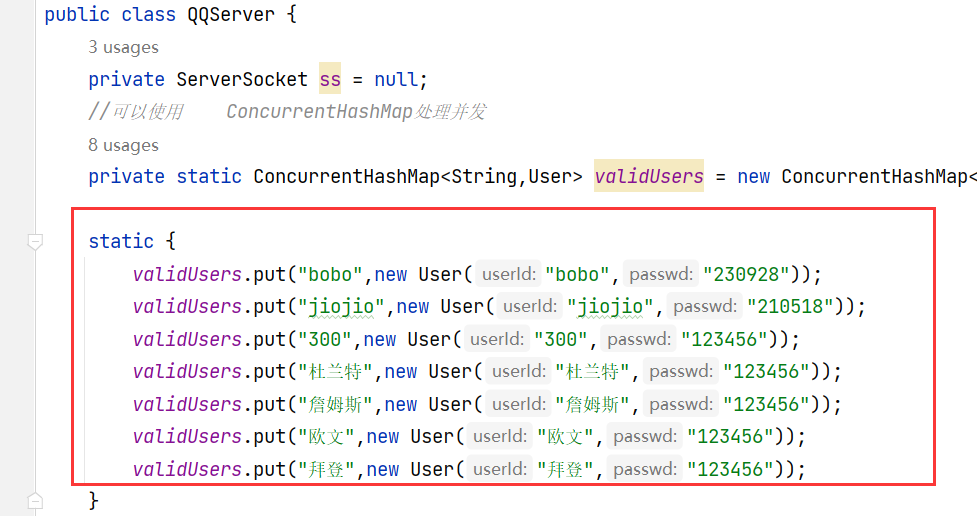 public class QQServer {
3 usages
private ServerSocket ss = null;
//可以使用    ConcurrentHashMap处理并发
8 usages
private static ConcurrentHashMap<String,User> validUsers = new ConcurrentHashMap<
static {
validUsers.put("bobo",new User( userId: "bobo", passwd: "230928"));
validUsers.put("jiojio",new User( userId: "jiojio", passwd: "210518"));
validUsers.put("300",new User( userId: "300", passwd: "123456"));
validUsers.put("杜兰特",new User( userId: "杜兰特", passwd: "123456"));
validUsers.put("詹姆斯",new User( userId: "詹姆斯", passwd: "123456"));
validUsers.put("欧文",new User( userId: "欧文", passwd: "123456"));
validUsers.put("拜登",new User( userId: "拜登", passwd: "123456"));
}